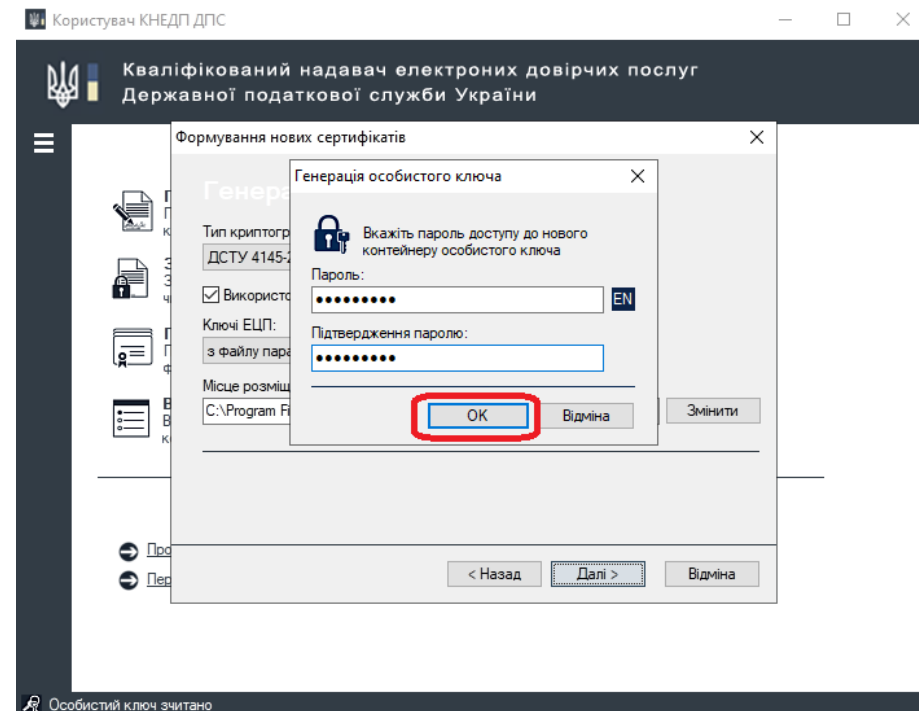 Користувач КНЕДП ДПС
Кваліфікований надавач електроних довірчих послуг
Державної податкової служби України
Формування нових сертифікатів
Генерація особистого ключа
Вкажіть пароль доступу до нового
контейнеру особистого ключа
Тип криптогр
ДСТУ 4145-2
Пароль:
Використо
EN
Ключі ЕЦП:
Підтвердження паролю:
з файлу пара
Місце розміщ
C:\Program Fi
OK
Відміна
Змінити
Про
Пер
< Назад
Далі >
Відміна
Особистий ключ зчитано